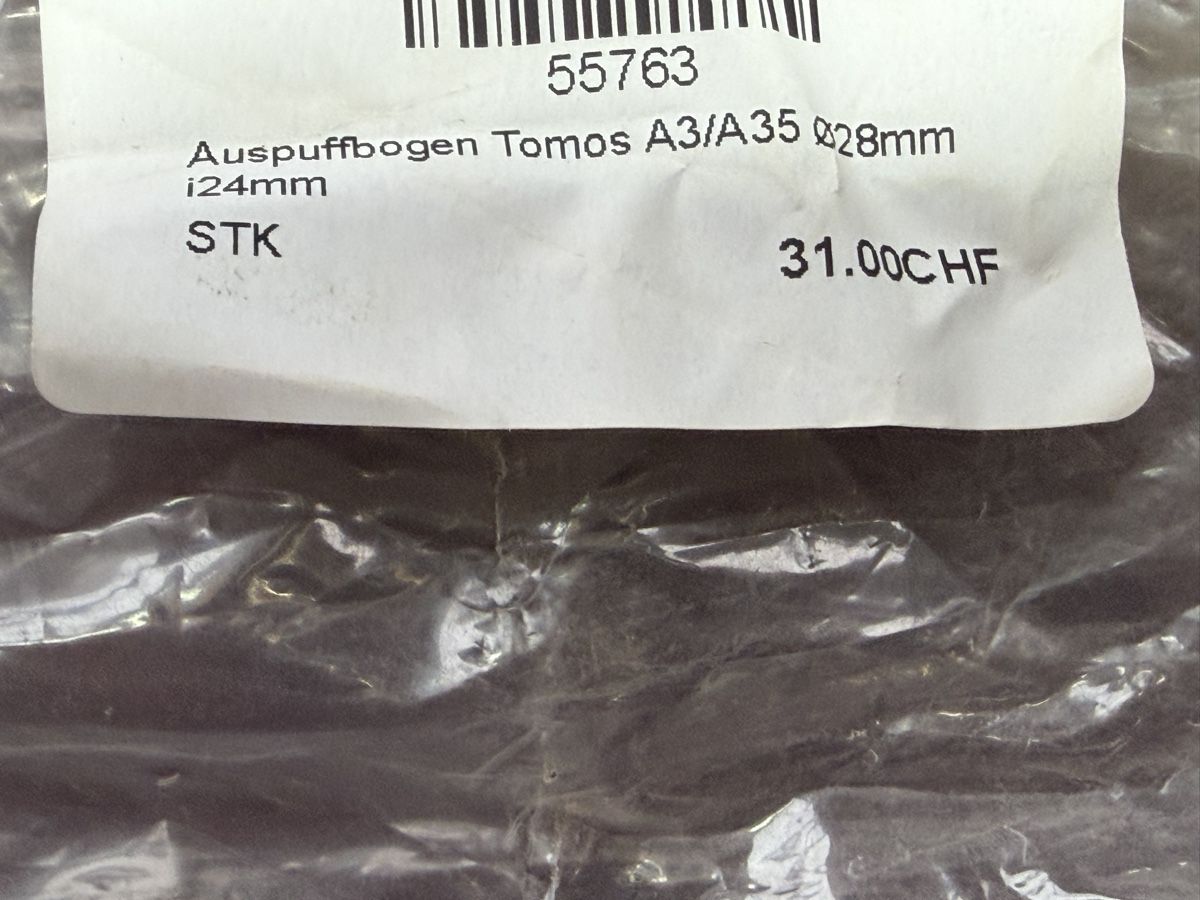 55763
Auspuffbogen Tomos A3/A35 Ø28mm
i24mm
STK
31.00CHF